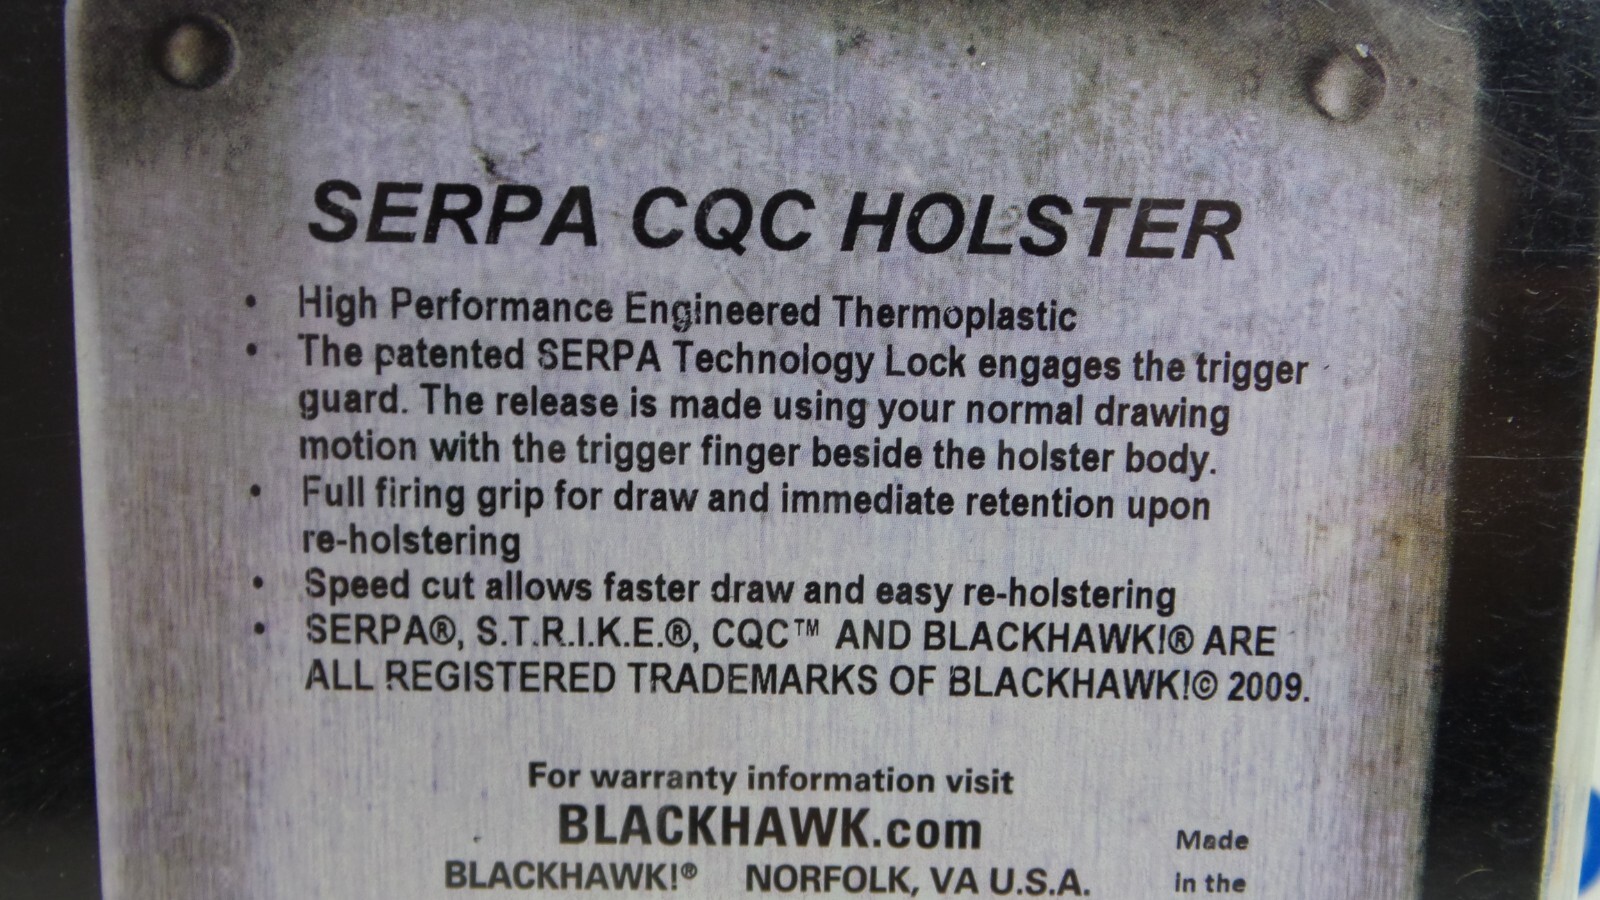 SERPA CQC HOLSTER
• High Performance Engineered Thermoplastic
• The patented SERPA Technology Lock engages the trigger
guard. The release is made using your normal drawing
motion with the trigger finger beside the holster body.
• Full firing grip for draw and immediate retention upon
re-holstering
• Speed cut allows faster draw and easy re-holstering
• SERPA®, S.T.R.I.K.E.®, CQC™ AND BLACKHAWK!® ARE
ALL REGISTERED TRADEMARKS OF BLACKHAWK!© 2009.
For warranty information visit
BLACKHAWK.com
BLACKHAWK!® NORFOLK, VA U.S.A.
Made
in the